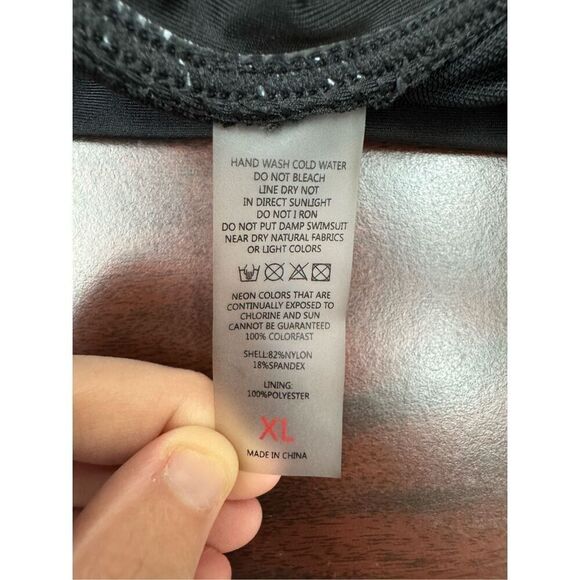 HAND WASH COLD WATER
DO NOT BLEACH
LINE DRY NOT
IN DIRECT SUNLIGHT
DO NOT I RON
DO NOT PUT DAMP SWIMSUIT
NEAR DRY NATURAL FABRICS
OR LIGHT COLORS
NEON COLORS THAT ARE
CONTINUALLY EXPOSED TO
CHLORINE AND SUN
CANNOT BE GUARANTEED
100% COLORFAST
SHELL:82%NYLON
18%SPANDEX
LINING:
100%POLYESTER
XL
MADE IN CHINA